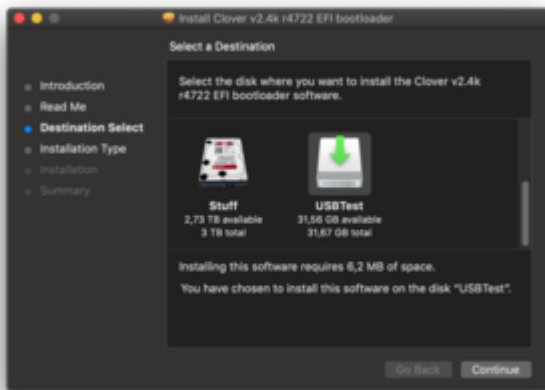 Install Clover v2.4k r4722 EFI bootloader
Select a Destination
Introduction
Read Me
Destination Select
Installation Type
Installation
Summary
Select the disk where you want to install the Clover v2.4k
r4722 EFI bootloader software.
Stuff
2,73 TB available
3 TB total
USBTest
31,56 GB available
31,67 GB total
Installing this software requires 6,2 MB of space.
You have chosen to install this software on the disk “USBTest”.
Go Back
Continue